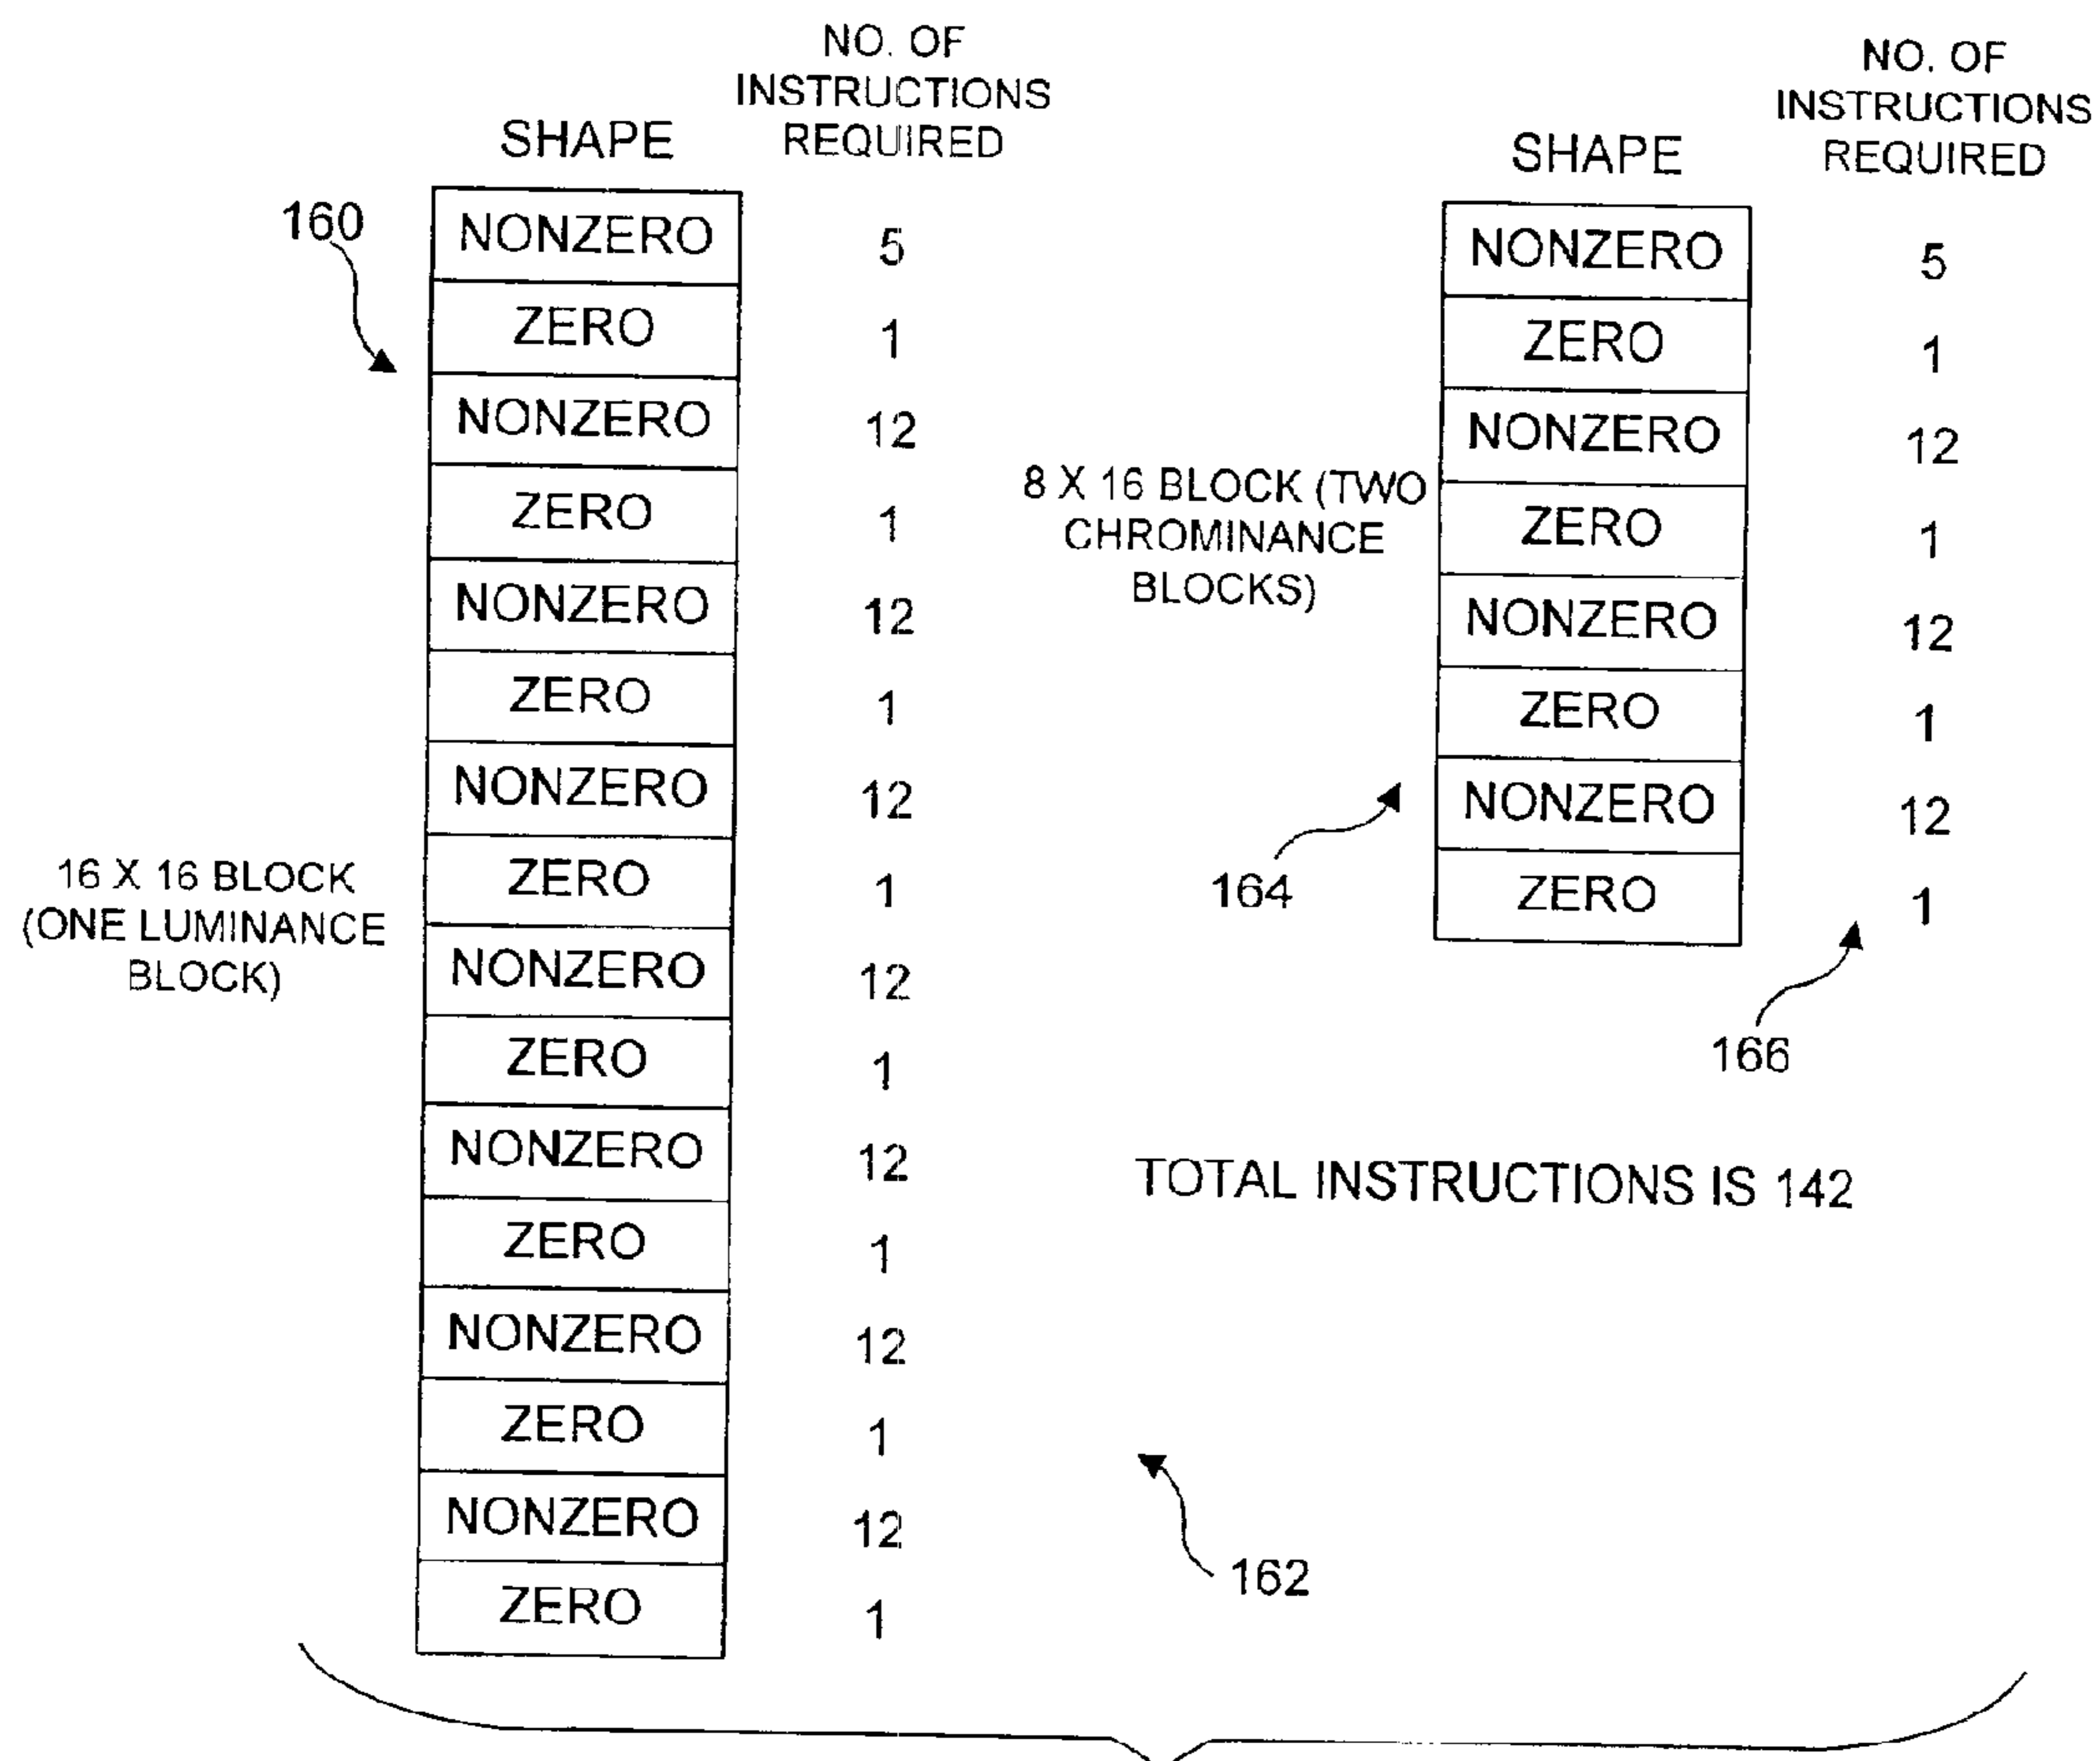 NO. OF
INSTRUCTIONS
REQUIRED
SHAPE
160
NONZERO 5
ZERO 1
NONZERO 12
ZERO 1
NONZERO 12
ZERO 1
NONZERO 12
ZERO 1
NONZERO 12
ZERO 1
NONZERO 12
ZERO 1
NONZERO 12
ZERO 1
NONZERO 12
ZERO 1
16 X 16 BLOCK
(ONE LUMINANCE
BLOCK)
162
NO. OF
INSTRUCTIONS
REQUIRED
SHAPE
NONZERO 5
ZERO 1
NONZERO 12
ZERO 1
NONZERO 12
ZERO 1
NONZERO 12
ZERO 1
8 X 16 BLOCK (TWO
CHROMINANCE
BLOCKS)
164
166
TOTAL INSTRUCTIONS IS 142